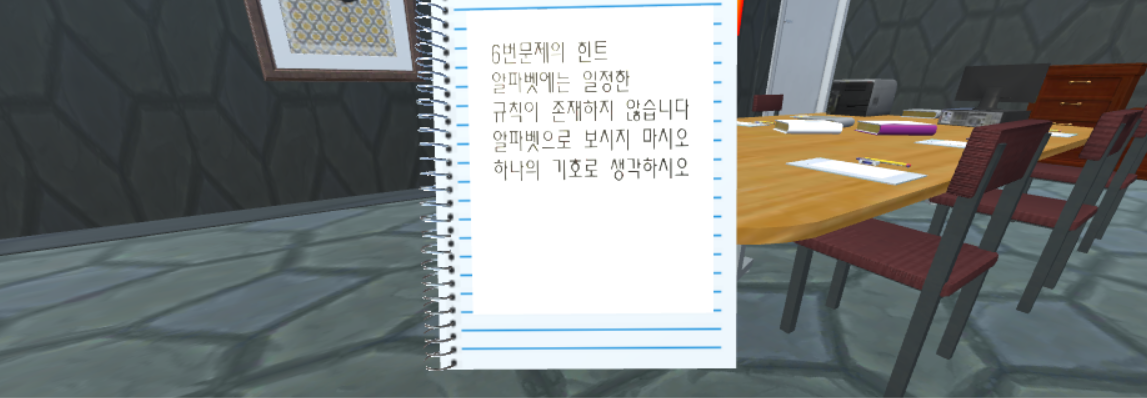 6번문제의 힌트
알파벳에는 일정한
규칙이 존재하지 않습니다
알파벳으로 보시지 마시오
하나의 기호로 생각하시오